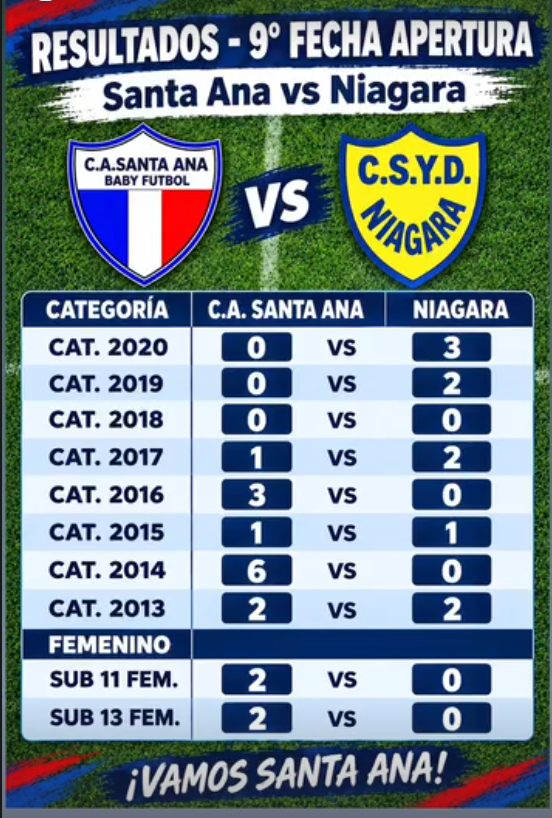 RESULTADOS - 9º FECHA APERTURA
Santa Ana vs Niagara
C.A.SANTA ANA
BABY FUTBOL
VS
C.S.Y.D.
NIAGARA
CATEGORÍA C.A. SANTA ANA NIAGARA
CAT. 2020 0 VS 3
CAT. 2019 0 VS 2
CAT. 2018 0 VS 0
CAT. 2017 1 VS 2
CAT. 2016 3 VS 0
CAT. 2015 1 VS 1
CAT. 2014 6 VS 0
CAT. 2013 2 VS 2
FEMENINO
SUB 11 FEM. 2 VS 0
SUB 13 FEM. 2 VS 0
¡VAMOS SANTA ANA!